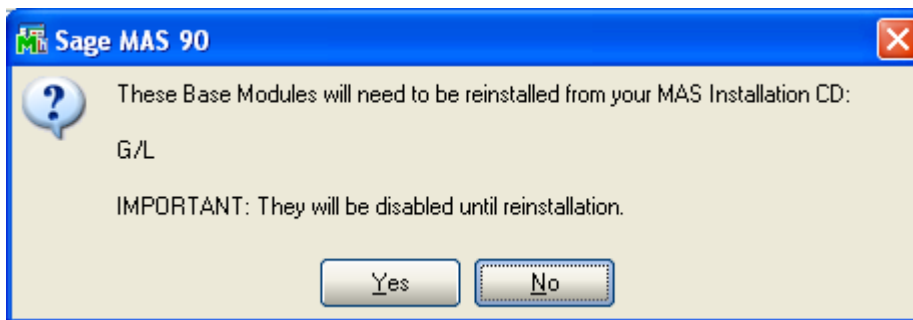 Sage MAS 90
These Base Modules will need to be reinstalled from your MAS Installation CD:
G/L
IMPORTANT: They will be disabled until reinstallation.
Yes
No